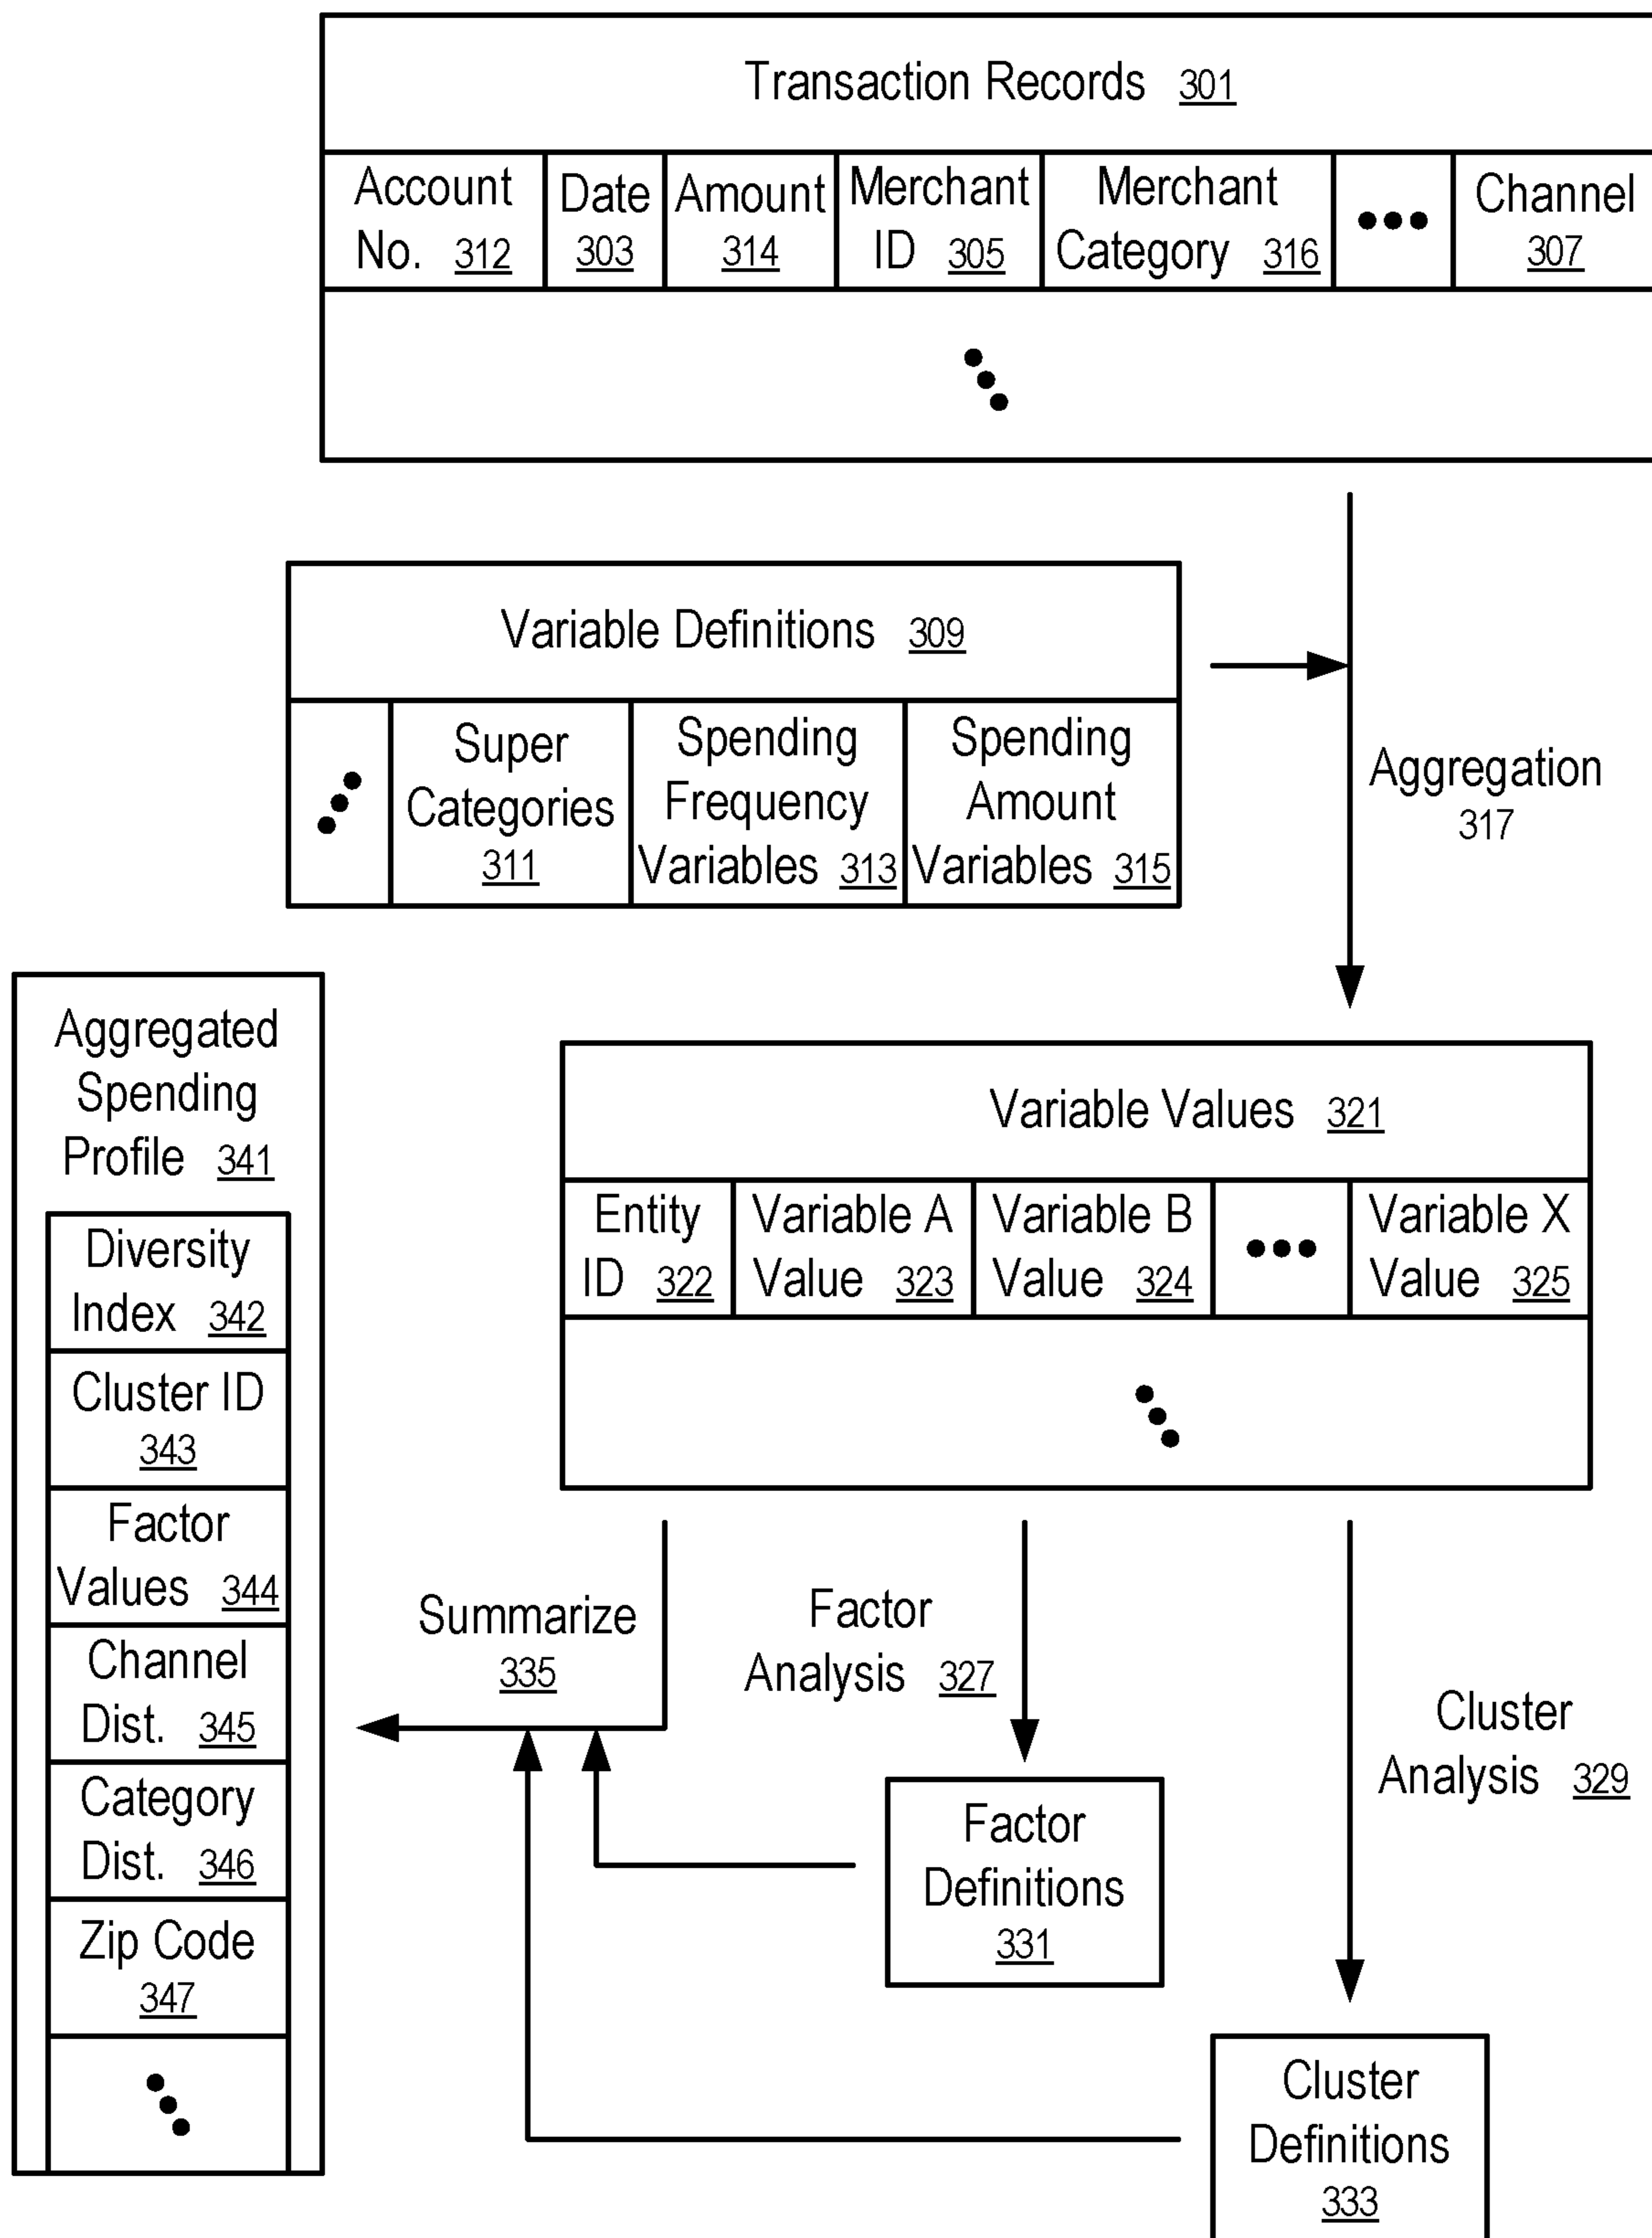 Transaction Records 301
Account
No. 312
Date
303
Amount
314
Merchant
ID 305
Merchant
Category 316
Channel
307
Variable Definitions 309
Super
Categories
311
Spending
Frequency
Variables 313
Spending
Amount
Variables 315
Aggregation
317
Aggregated
Spending
Profile 341
Diversity
Index 342
Cluster ID
343
Factor
Values 344
Channel
Dist. 345
Category
Dist. 346
Zip Code
347
Variable Values 321
Entity
ID 322
Variable A
Value 323
Variable B
Value 324
Variable X
Value 325
Summarize
335
Factor
Analysis 327
Cluster
Analysis 329
Factor
Definitions
331
Cluster
Definitions
333